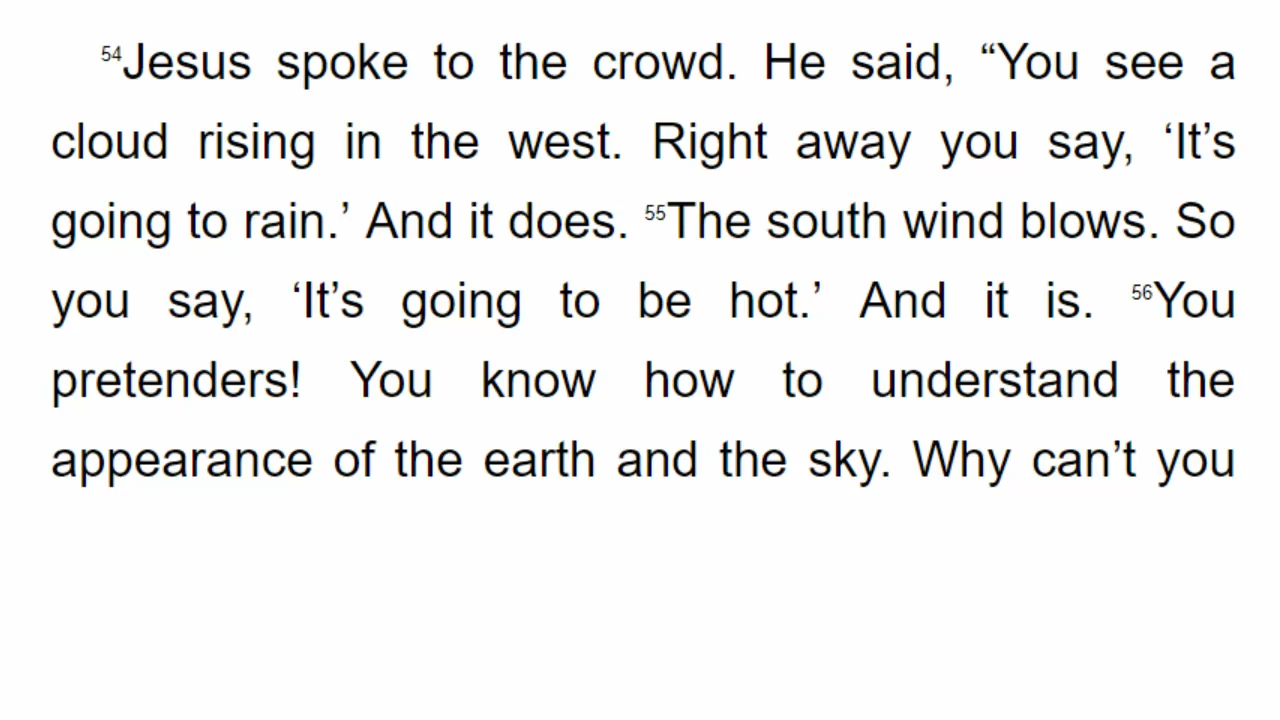 54Jesus spoke to the crowd. He said, “You see a
cloud rising in the west. Right away you say, ‘It’s
going to rain.’ And it does. 55The south wind blows. So
you say, ‘It’s going to be hot.’ And it is. 56You
pretenders! You know how to understand the
appearance of the earth and the sky. Why can’t you